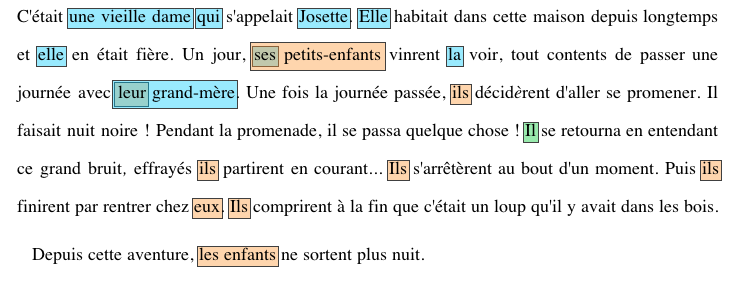 C'était une vieille dame qui s'appelait Josette. Elle habitait dans cette maison depuis longtemps
et elle en était fière. Un jour, ses petits-enfants vinrent la voir, tout contents de passer une
journée avec leur grand-mère. Une fois la journée passée, ils décidèrent d'aller se promener. Il
faisait nuit noire ! Pendant la promenade, il se passa quelque chose ! Il se retourna en entendant
ce grand bruit, effrayés ils partirent en courant... Ils s'arrêtèrent au bout d'un moment. Puis ils
finirent par rentrer chez eux. Ils comprirent à la fin que c'était un loup qu'il y avait dans les bois.
Depuis cette aventure, les enfants ne sortent plus nuit.